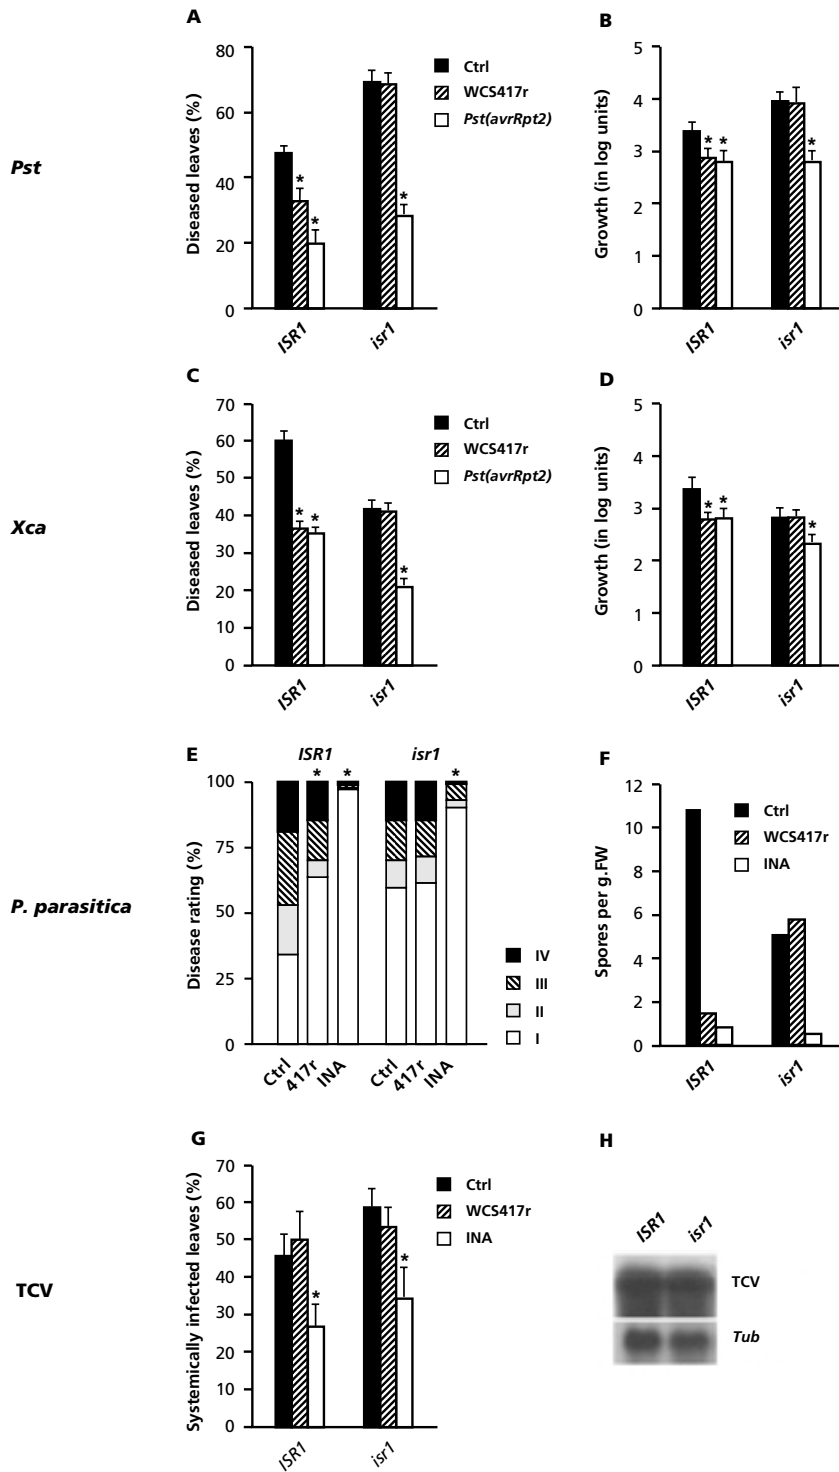 A
80
60
40
20
0
Diseased leaves (%)
Pst
* * *
ISR1 isr1
Ctrl
WCS417r
Pst(avrRpt2)
B
5
4
3
2
1
0
Growth (in log units)
* * *
ISR1 isr1
C
70
60
50
40
30
20
10
0
Diseased leaves (%)
Xca
* * *
ISR1 isr1
Ctrl
WCS417r
Pst(avrRpt2)
D
5
4
3
2
1
0
Growth (in log units)
* * *
ISR1 isr1
E
ISR1 isr1
* * *
100
75
50
25
0
Disease rating (%)
P. parasitica
Ctrl 417r INA Ctrl 417r INA
IV
III
II
I
F
12
10
8
6
4
2
0
Spores per g.FW
Ctrl
WCS417r
INA
ISR1 isr1
G
70
60
50
40
30
20
10
0
Systemically infected leaves (%)
TCV
* *
ISR1 isr1
Ctrl
WCS417r
INA
H
ISR1 isr1
TCV
Tub